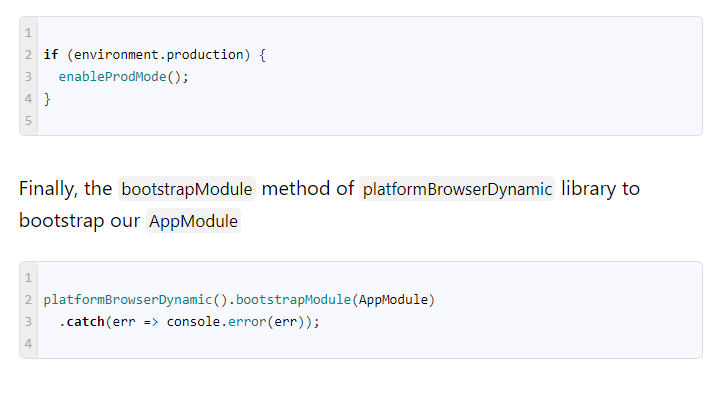 1
2 if (environment.production) {
3   enableProdMode();
4 }
5
Finally, the bootstrapModule method of platformBrowserDynamic library to
bootstrap our AppModule
1
2 platformBrowserDynamic().bootstrapModule(AppModule)
3   .catch(err => console.error(err));
4